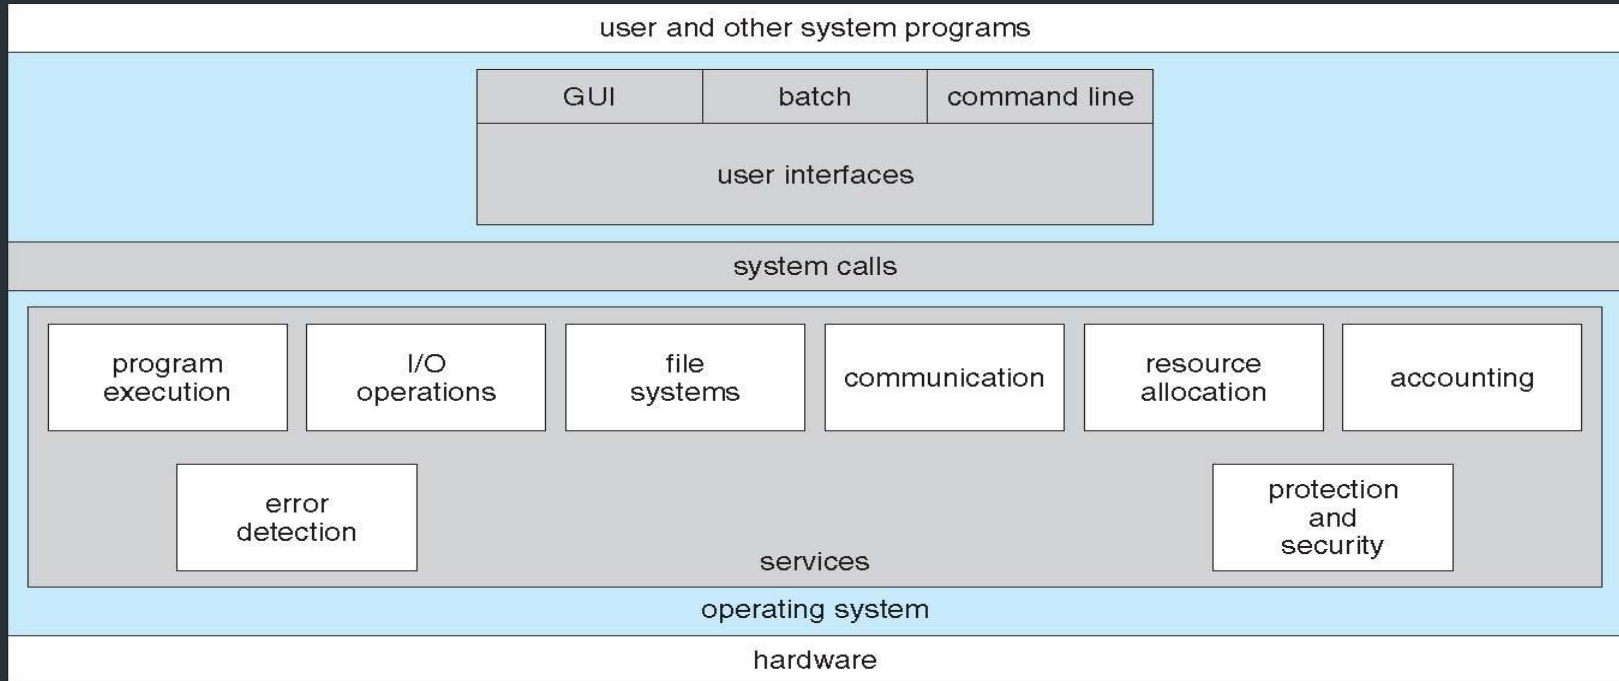 user and other system programs
GUI
batch
command line
user interfaces
system calls
program
execution
I/O
operations
file
systems
communication
resource
allocation
accounting
error
detection
protection
and
security
services
operating system
hardware